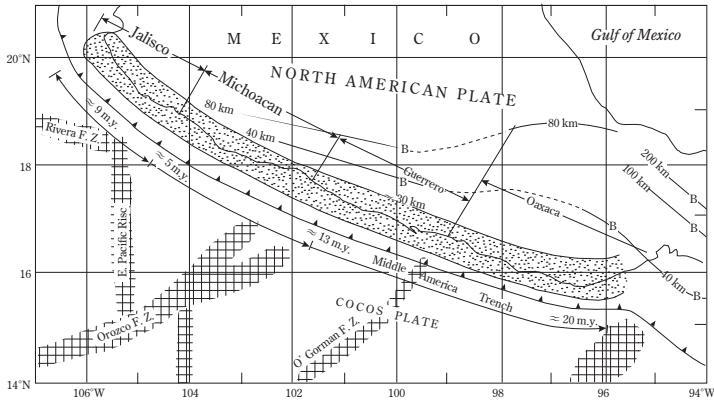 Jalisco
M E X I C O
Gulf of Mexico
20°N
NORTH AMERICAN PLATE
Michoacan
80 km
80 km
≈ 9 m.y.
Rivera F. Z.
40 km
B
≈ 5 m.y.
18
Guerrero
B
30 km
Oaxaca
200 km
100 km
B
B
B
E. Pacific Risc
≈ 13 m.y.
Middle America Trench
40 km
B
16
COCOS PLATE
Orozco F. Z.
O' Gorman F. Z.
≈ 20 m.y.
14°N
106°W
104
102
100
98
96
94°W